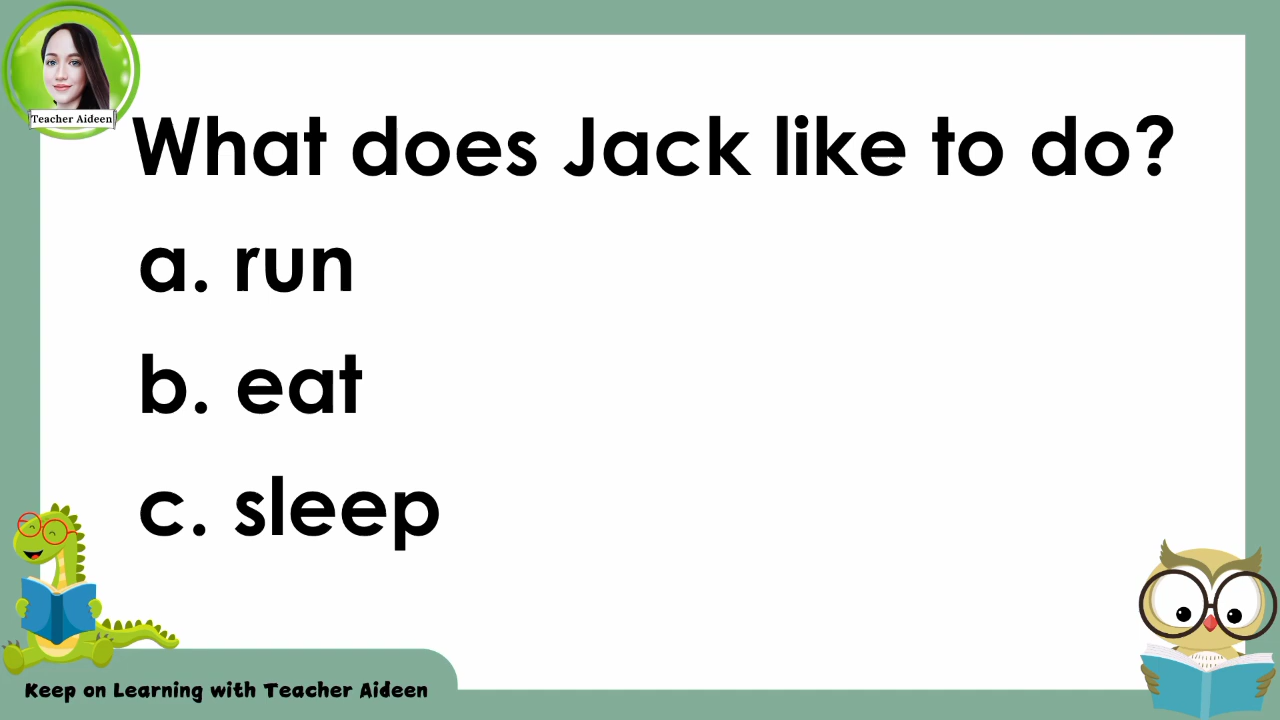 Teacher Aideen
What does Jack like to do?
a. run
b. eat
c. sleep
Keep on Learning with Teacher Aideen